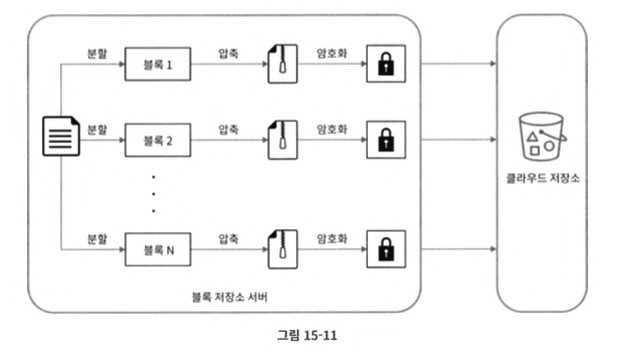 분할
블록 1
압축
암호화
분할
블록 2
압축
암호화
분할
블록 N
압축
암호화
블록 저장소 서버
클라우드 저장소
그림 15-11